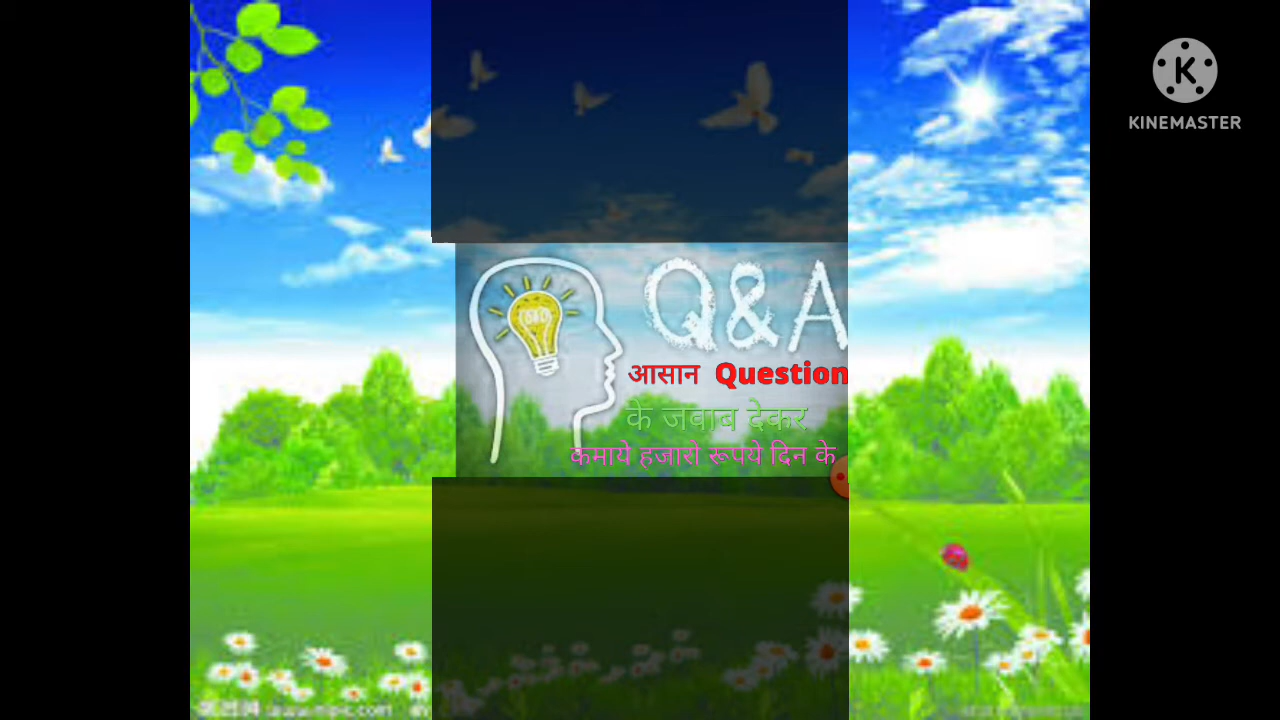 KINEMASTER
Q&A
आसान Question
के जवाब देकर
कमाये हजारो रूपये दिन के